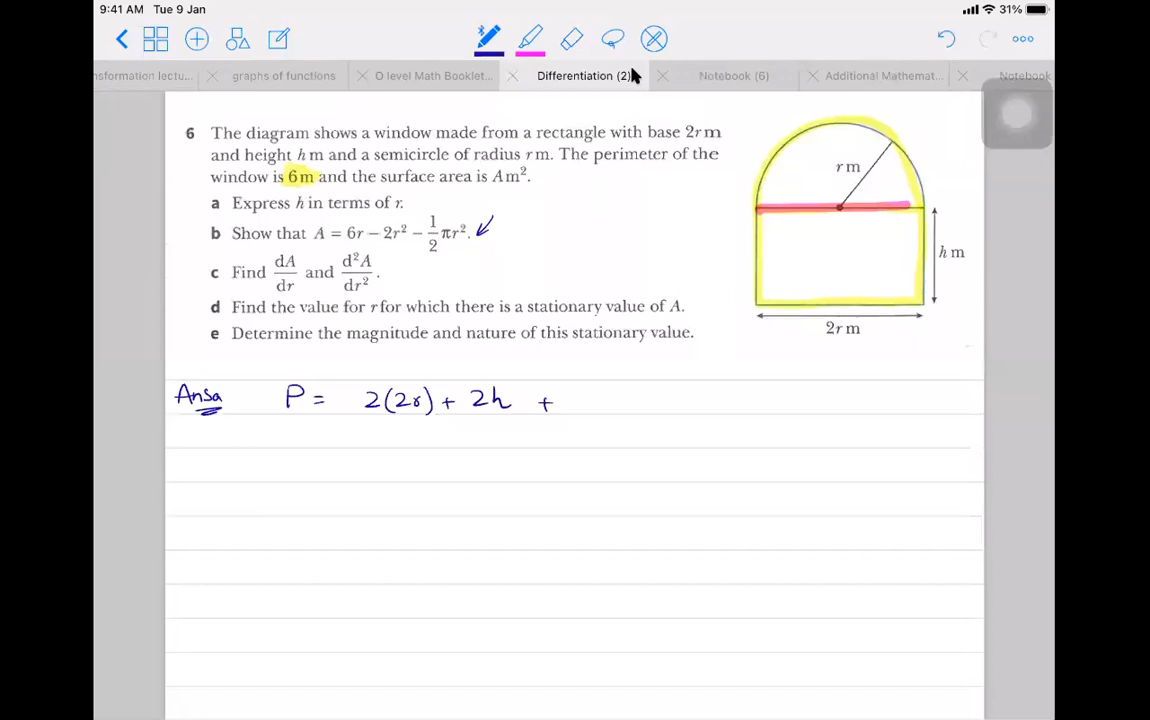 9:41 AM Tue 9 Jan
31%
nsformation lectu...
graphs of functions
O level Math Booklet...
Differentiation (2)
Notebook (6)
Additional Mathemat...
Notebook
6 The diagram shows a window made from a rectangle with base 2r m
and height h m and a semicircle of radius r m. The perimeter of the
window is 6 m and the surface area is A m².
a Express h in terms of r.
b Show that A = 6r − 2r² − 1/2 πr².
c Find dA/dr and d²A/dr².
d Find the value for r for which there is a stationary value of A.
e Determine the magnitude and nature of this stationary value.
r m
h m
2r m
Ansa P = 2(2r) + 2h +